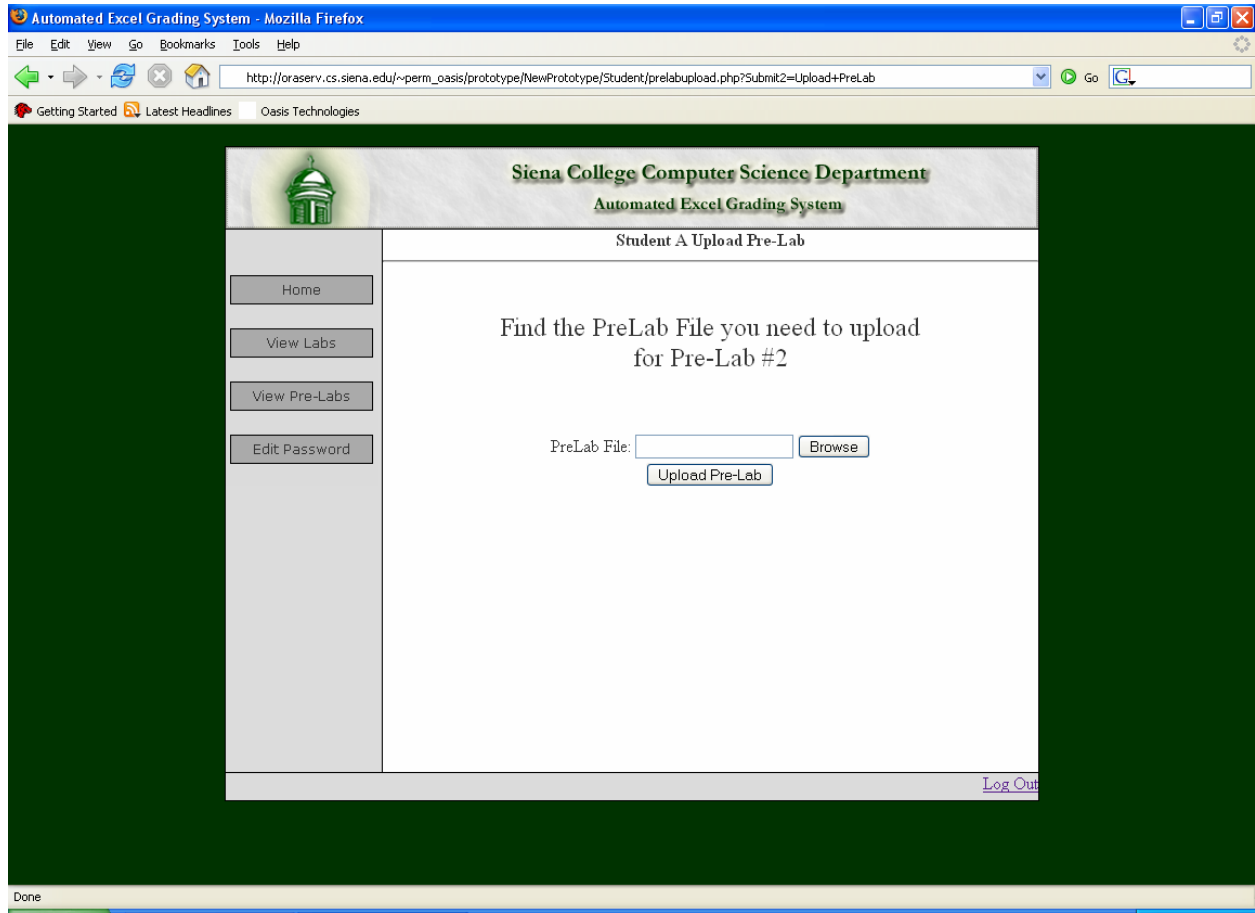 Automated Excel Grading System - Mozilla Firefox
File Edit View Go Bookmarks Tools Help
http://oraserv.cs.siena.edu/~perm_oasis/prototype/NewPrototype/Student/prelabupload.php?Submit2=Upload+PreLab
Go
G
Getting Started Latest Headlines Oasis Technologies
Siena College Computer Science Department
Automated Excel Grading System
Student A Upload Pre-Lab
Home
View Labs
View Pre-Labs
Edit Password
Find the PreLab File you need to upload
for Pre-Lab #2
PreLab File: Browse
Upload Pre-Lab
Log Out
Done